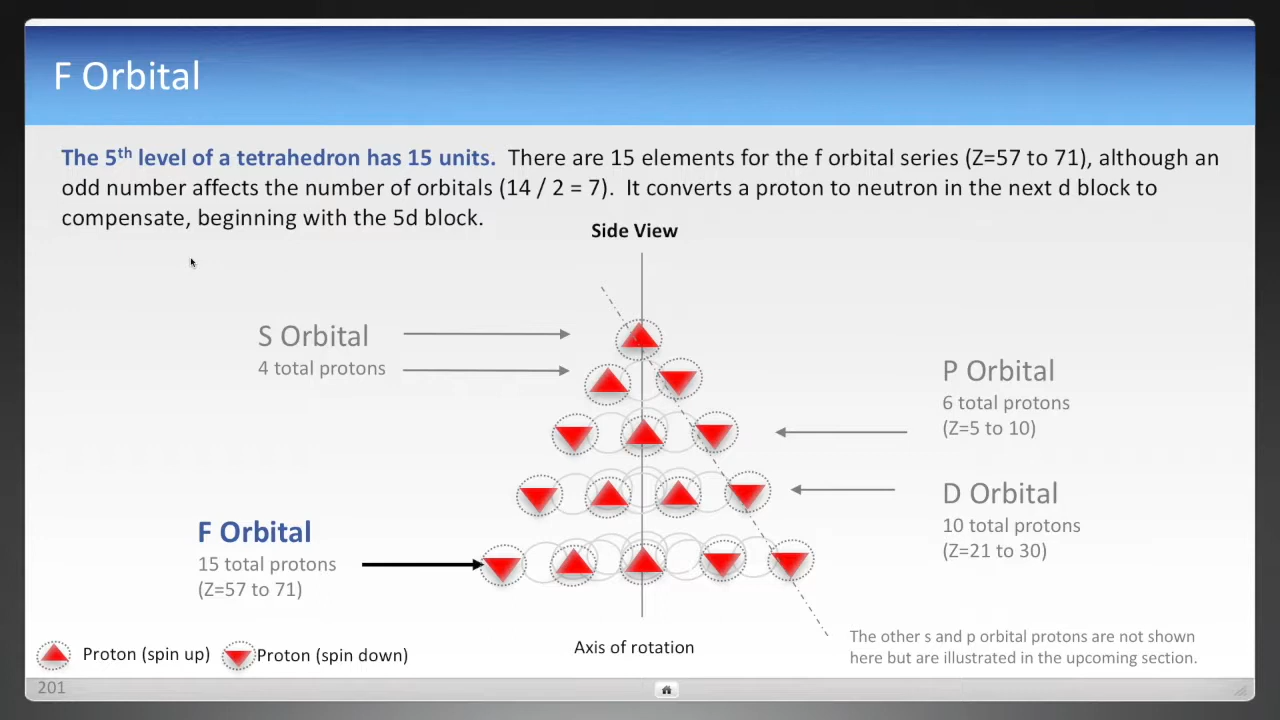 F Orbital
The 5th level of a tetrahedron has 15 units. There are 15 elements for the f orbital series (Z=57 to 71), although an
odd number affects the number of orbitals (14 / 2 = 7). It converts a proton to neutron in the next d block to
compensate, beginning with the 5d block.
Side View
S Orbital
4 total protons
P Orbital
6 total protons
(Z=5 to 10)
D Orbital
10 total protons
(Z=21 to 30)
F Orbital
15 total protons
(Z=57 to 71)
Proton (spin up)
Proton (spin down)
Axis of rotation
The other s and p orbital protons are not shown
here but are illustrated in the upcoming section.
201